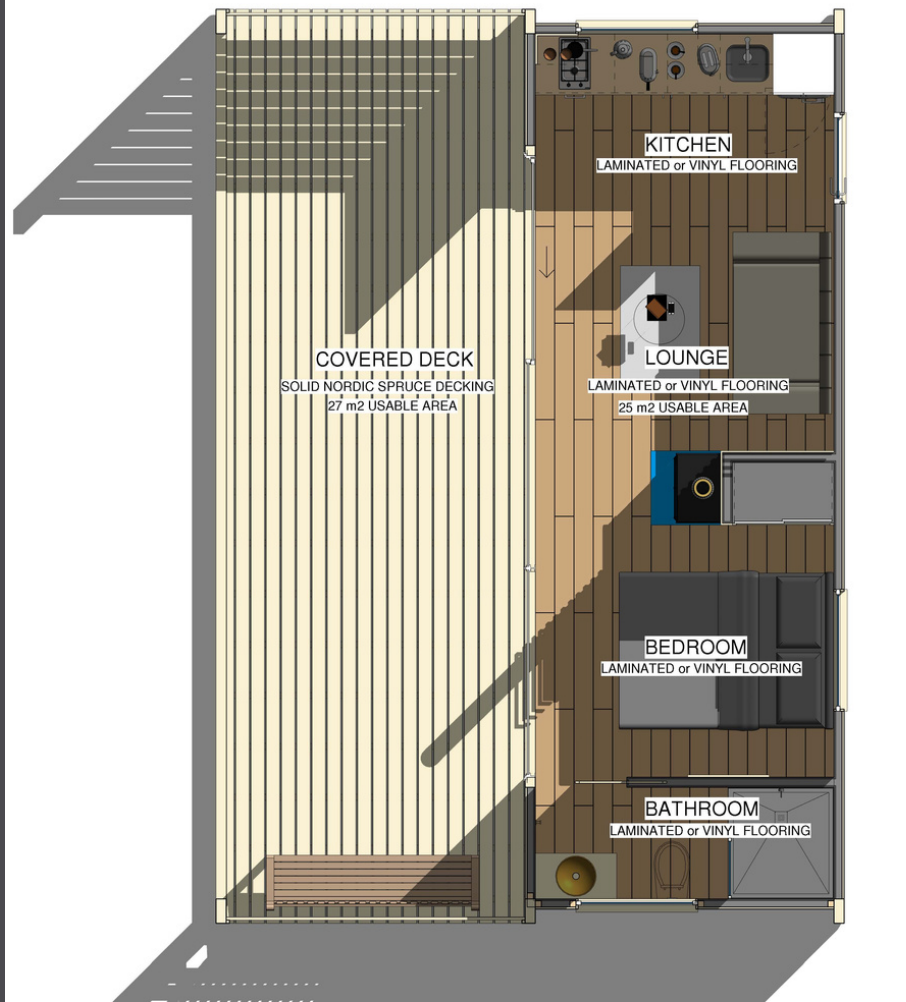 KITCHEN
LAMINATED or VINYL FLOORING
COVERED DECK
SOLID NORDIC SPRUCE DECKING
27 m2 USABLE AREA
LOUNGE
LAMINATED or VINYL FLOORING
25 m2 USABLE AREA
BEDROOM
LAMINATED or VINYL FLOORING
BATHROOM
LAMINATED or VINYL FLOORING